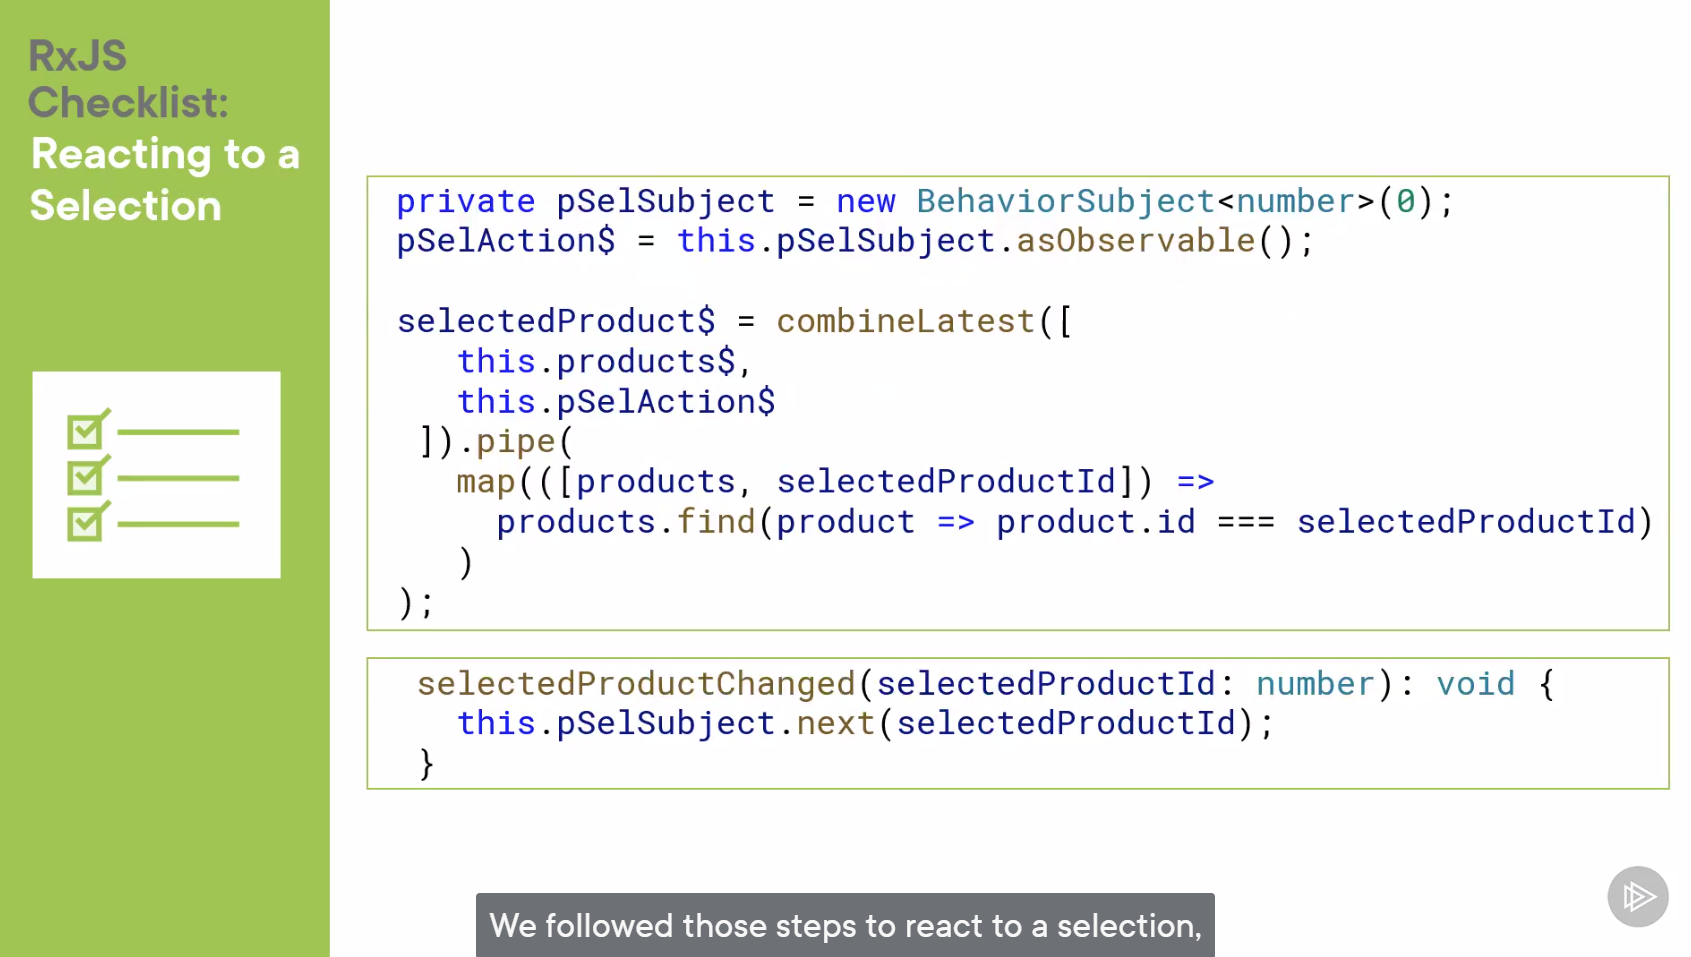 RxJS
Checklist:
Reacting to a
Selection
private pSelSubject = new BehaviorSubject<number>(0);
pSelAction$ = this.pSelSubject.asObservable();
selectedProduct$ = combineLatest([
this.products$,
this.pSelAction$
]).pipe(
map(([products, selectedProductId]) =>
products.find(product => product.id === selectedProductId)
)
);
selectedProductChanged(selectedProductId: number): void {
this.pSelSubject.next(selectedProductId);
}
We followed those steps to react to a selection,